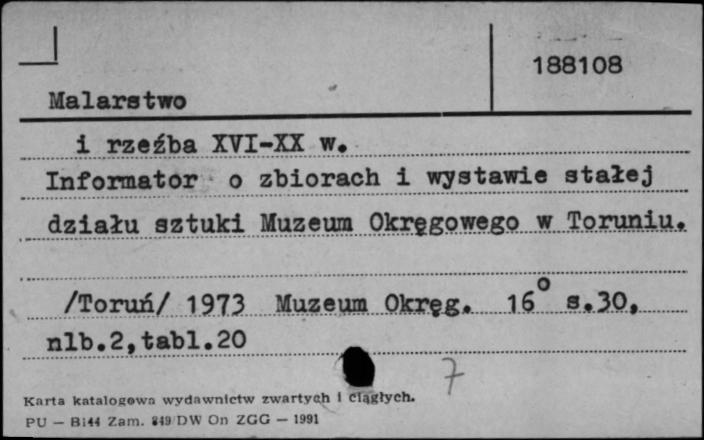 188108
Malarstwo
i rzeźba XVI-XX w.
Informator o zbiorach i wystawie stałej
działu sztuki Muzeum Okręgowego w Toruniu.
/Toruń/ 1973 Muzeum Okręg. 16° s.30,
nlb.2,tabl.20
7
Karta katalogowa wydawnictw zwartych i ciągłych.
PU — Bi44 Zam. 849 DW On ZGG — 1991